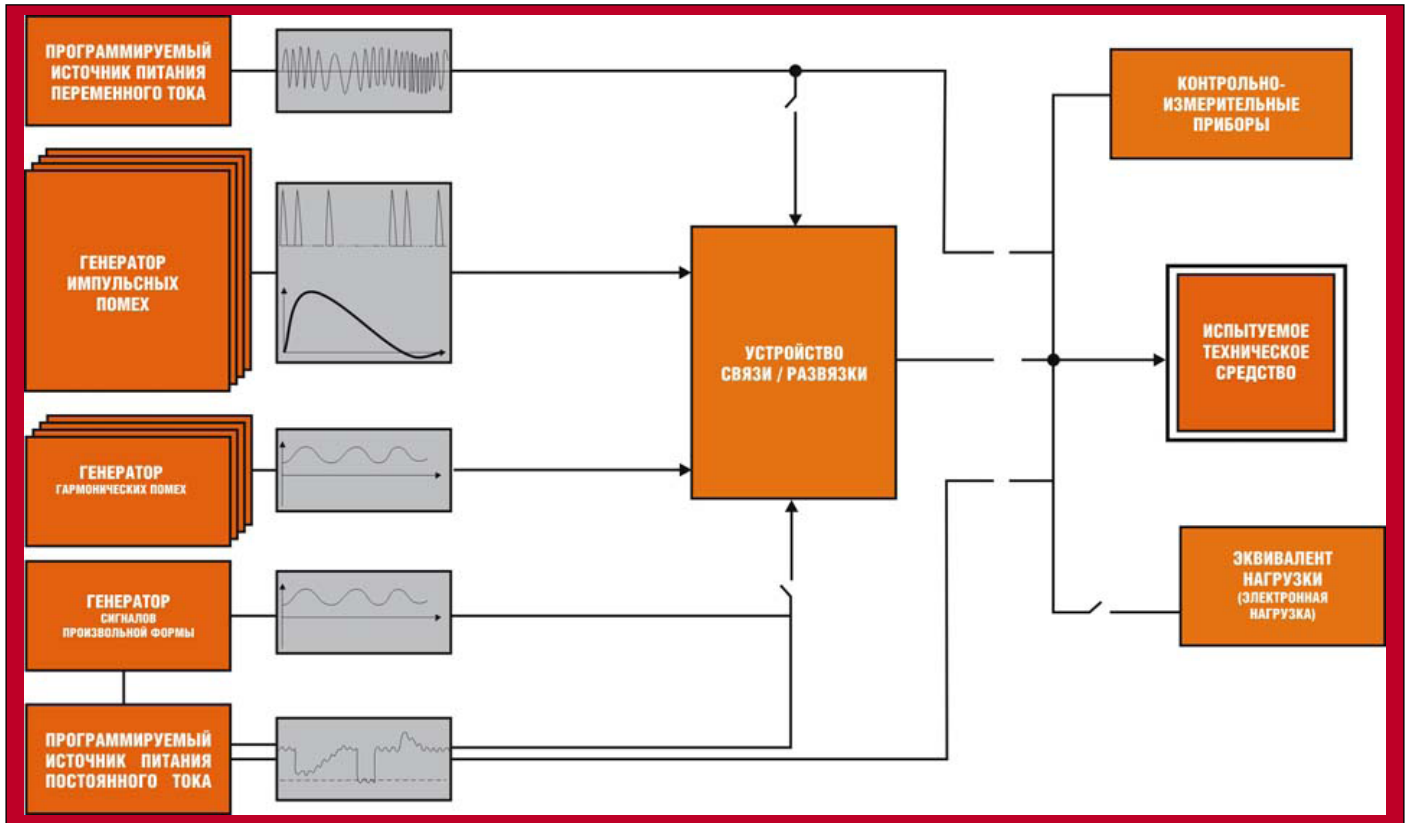 ПРОГРАММИРУЕМЫЙ
ИСТОЧНИК ПИТАНИЯ
ПЕРЕМЕННОГО ТОКА
КОНТРОЛЬНО-
ИЗМЕРИТЕЛЬНЫЕ
ПРИБОРЫ
ГЕНЕРАТОР
ИМПУЛЬСНЫХ
ПОМЕХ
УСТРОЙСТВО
СВЯЗИ / РАЗВЯЗКИ
ИСПЫТУЕМОЕ
ТЕХНИЧЕСКОЕ
СРЕДСТВО
ГЕНЕРАТОР
ГАРМОНИЧЕСКИХ ПОМЕХ
ГЕНЕРАТОР
СИГНАЛОВ
ПРОИЗВОЛЬНОЙ ФОРМЫ
ЭКВИВАЛЕНТ
НАГРУЗКИ
(ЭЛЕКТРОННАЯ
НАГРУЗКА)
ПРОГРАММИРУЕМЫЙ
ИСТОЧНИК ПИТАНИЯ
ПОСТОЯННОГО ТОКА